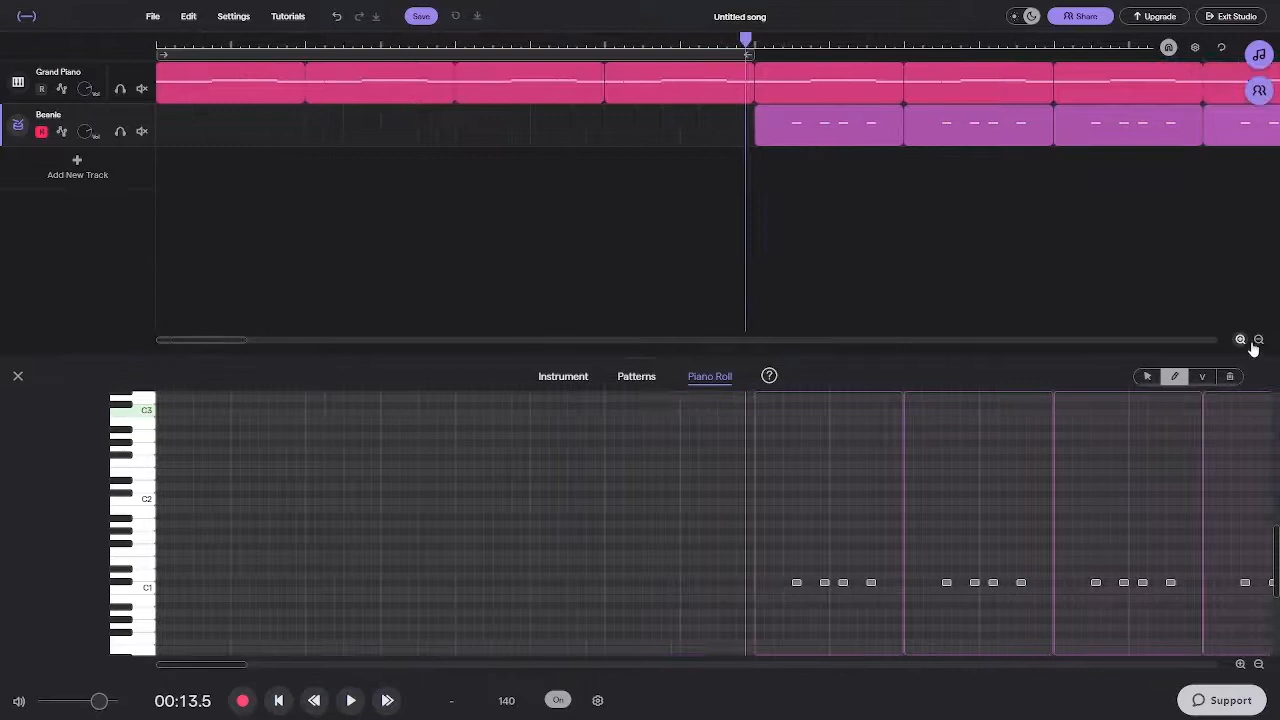 File Edit Settings Tutorials Save Untitled song Share Upgrade Exit Studio
Grand Piano
R
Beenie
R
Add New Track
Instrument Patterns Piano Roll ? V
C3
C2
C1
00:13.5 - 140 On Support